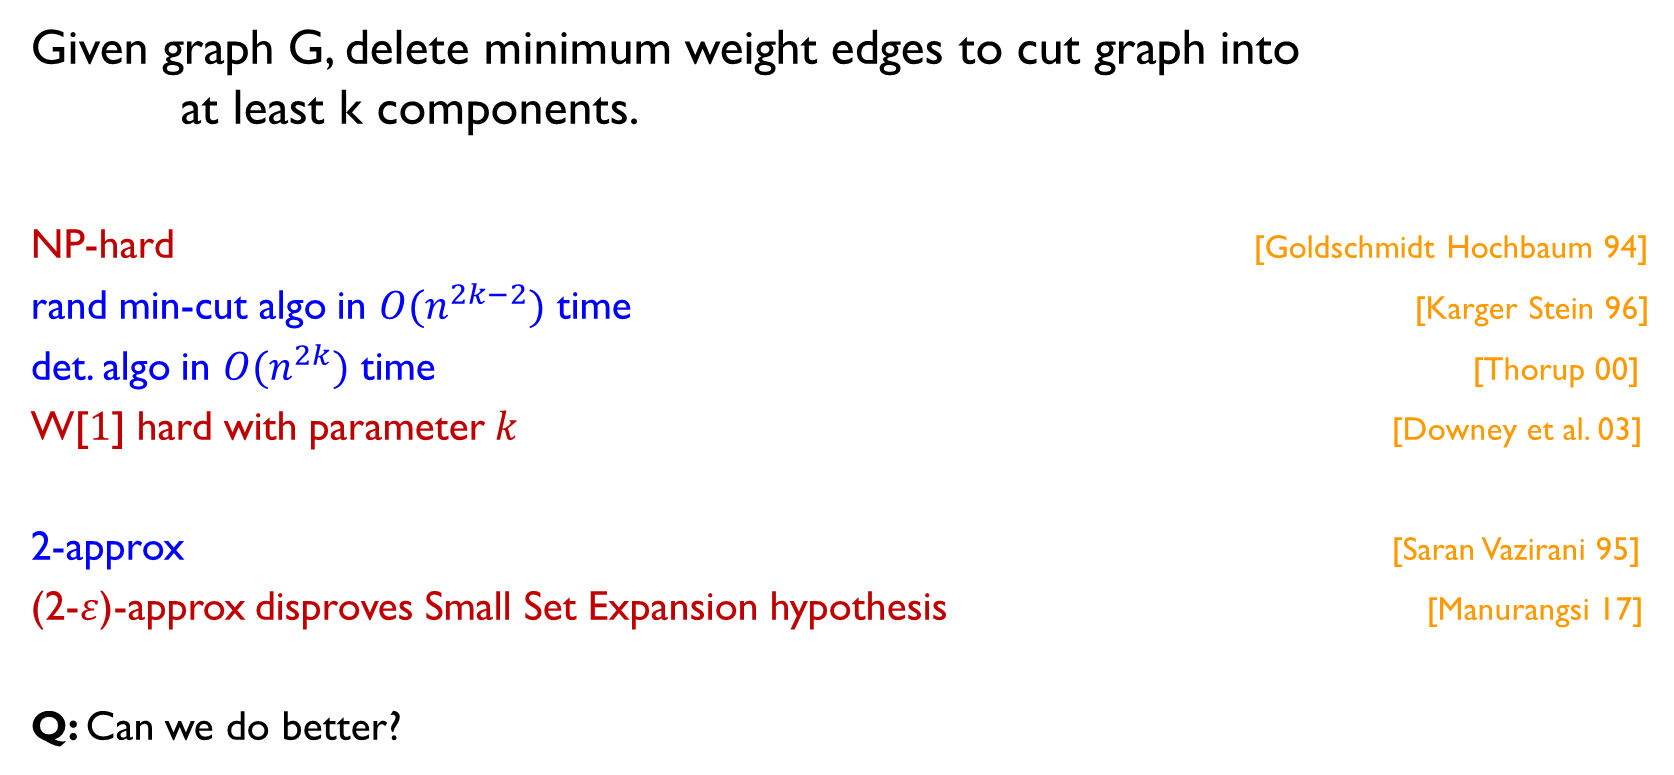 Given graph G, delete minimum weight edges to cut graph into
at least k components.
NP-hard [Goldschmidt Hochbaum 94]
rand min-cut algo in O(n^{2k−2}) time [Karger Stein 96]
det. algo in O(n^{2k}) time [Thorup 00]
W[1] hard with parameter k [Downey et al. 03]
2-approx [Saran Vazirani 95]
(2-ε)-approx disproves Small Set Expansion hypothesis [Manurangsi 17]
Q: Can we do better?